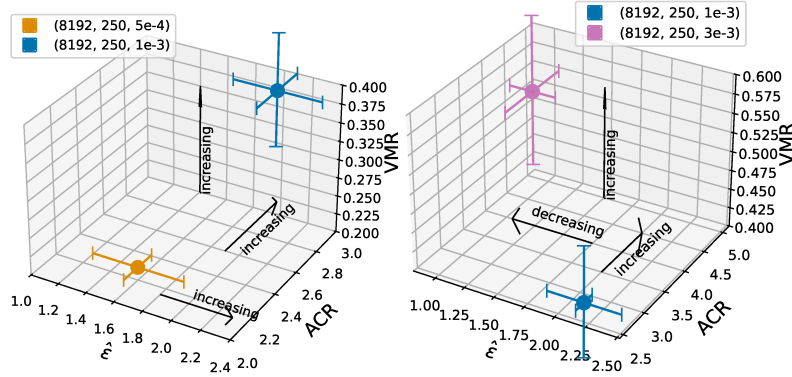 (8192, 250, 5e-4)
(8192, 250, 1e-3)
increasing
increasing
increasing
0.400
0.375
0.350
0.325
0.300
0.275
0.250
0.225
0.200
VMR
3.0
2.8
2.6
2.4
2.2
2.0
ACR
1.0
1.2
1.4
1.6
1.8
2.0
2.2
2.4
ε̂
(8192, 250, 1e-3)
(8192, 250, 3e-3)
increasing
decreasing
increasing
0.600
0.575
0.550
0.525
0.500
0.475
0.450
0.425
0.400
VMR
5.0
4.5
4.0
3.5
3.0
2.5
ACR
1.00
1.25
1.50
1.75
2.00
2.25
2.50
ε̂